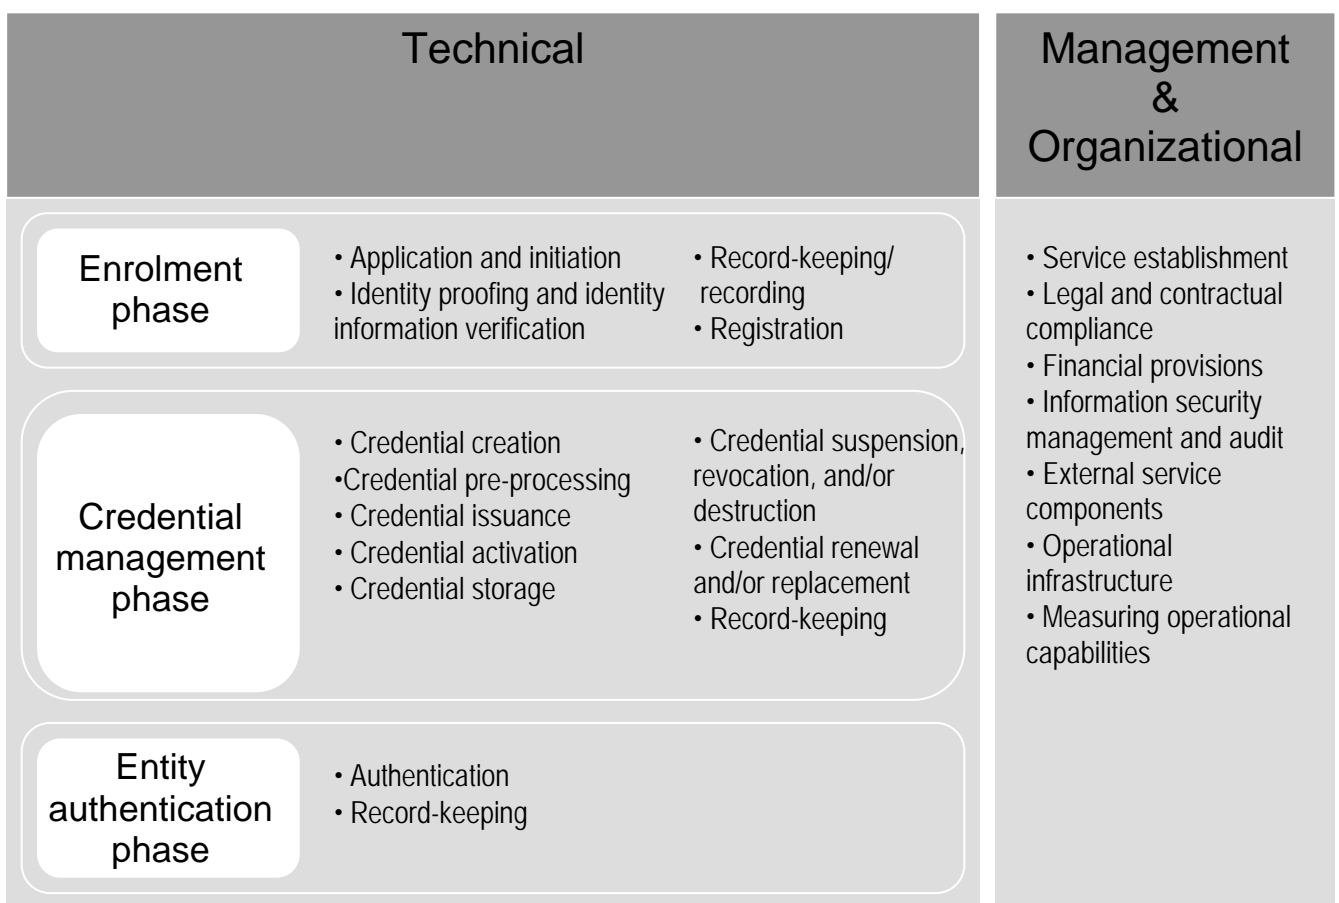 Technical
Management
&
Organizational
Enrolment
phase
• Application and initiation
• Identity proofing and identity
information verification
• Record-keeping/
recording
• Registration
Credential
management
phase
• Credential creation
•Credential pre-processing
• Credential issuance
• Credential activation
• Credential storage
• Credential suspension,
revocation, and/or
destruction
• Credential renewal
and/or replacement
• Record-keeping
Entity
authentication
phase
• Authentication
• Record-keeping
• Service establishment
• Legal and contractual
compliance
• Financial provisions
• Information security
management and audit
• External service
components
• Operational
infrastructure
• Measuring operational
capabilities